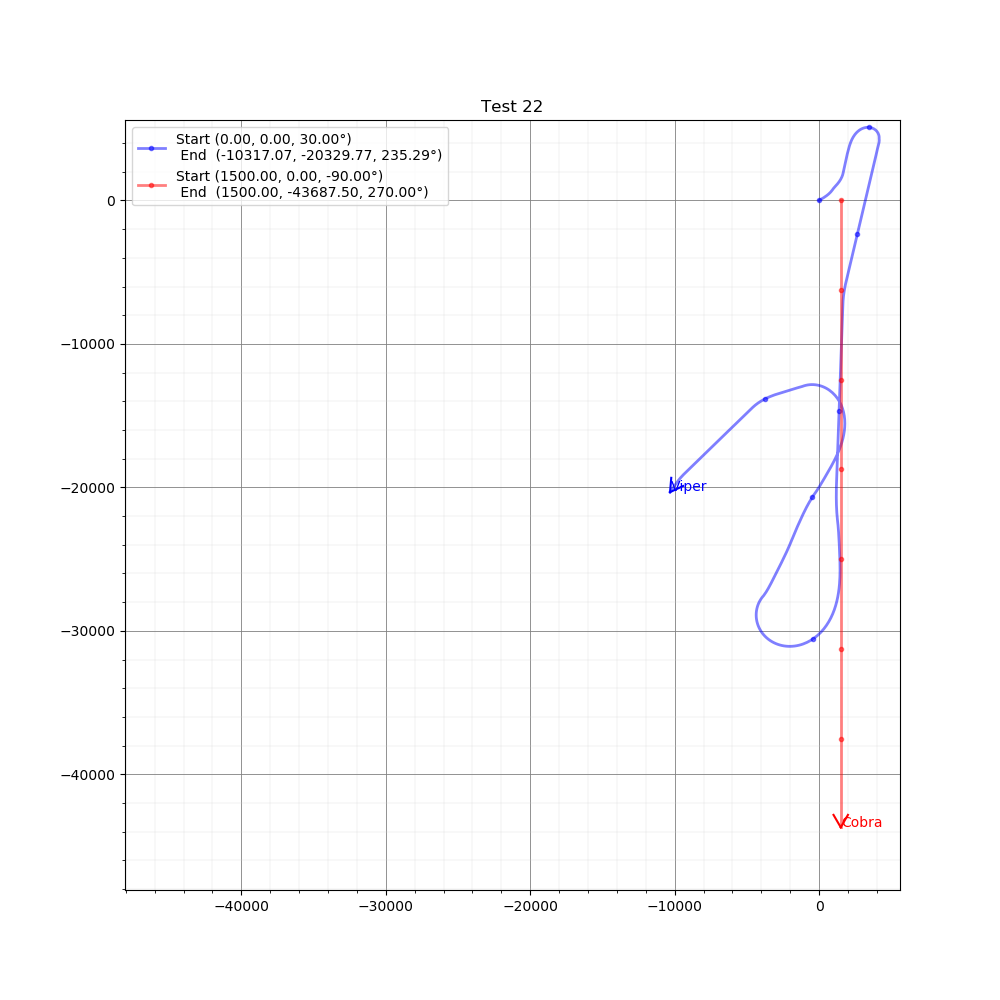 Test 22
Start (0.00, 0.00, 30.00°)
End  (-10317.07, -20329.77, 235.29°)
Start (1500.00, 0.00, -90.00°)
End  (1500.00, -43687.50, 270.00°)
0
−10000
Viper
−20000
−30000
−40000
Cobra
−40000
−30000
−20000
−10000
0